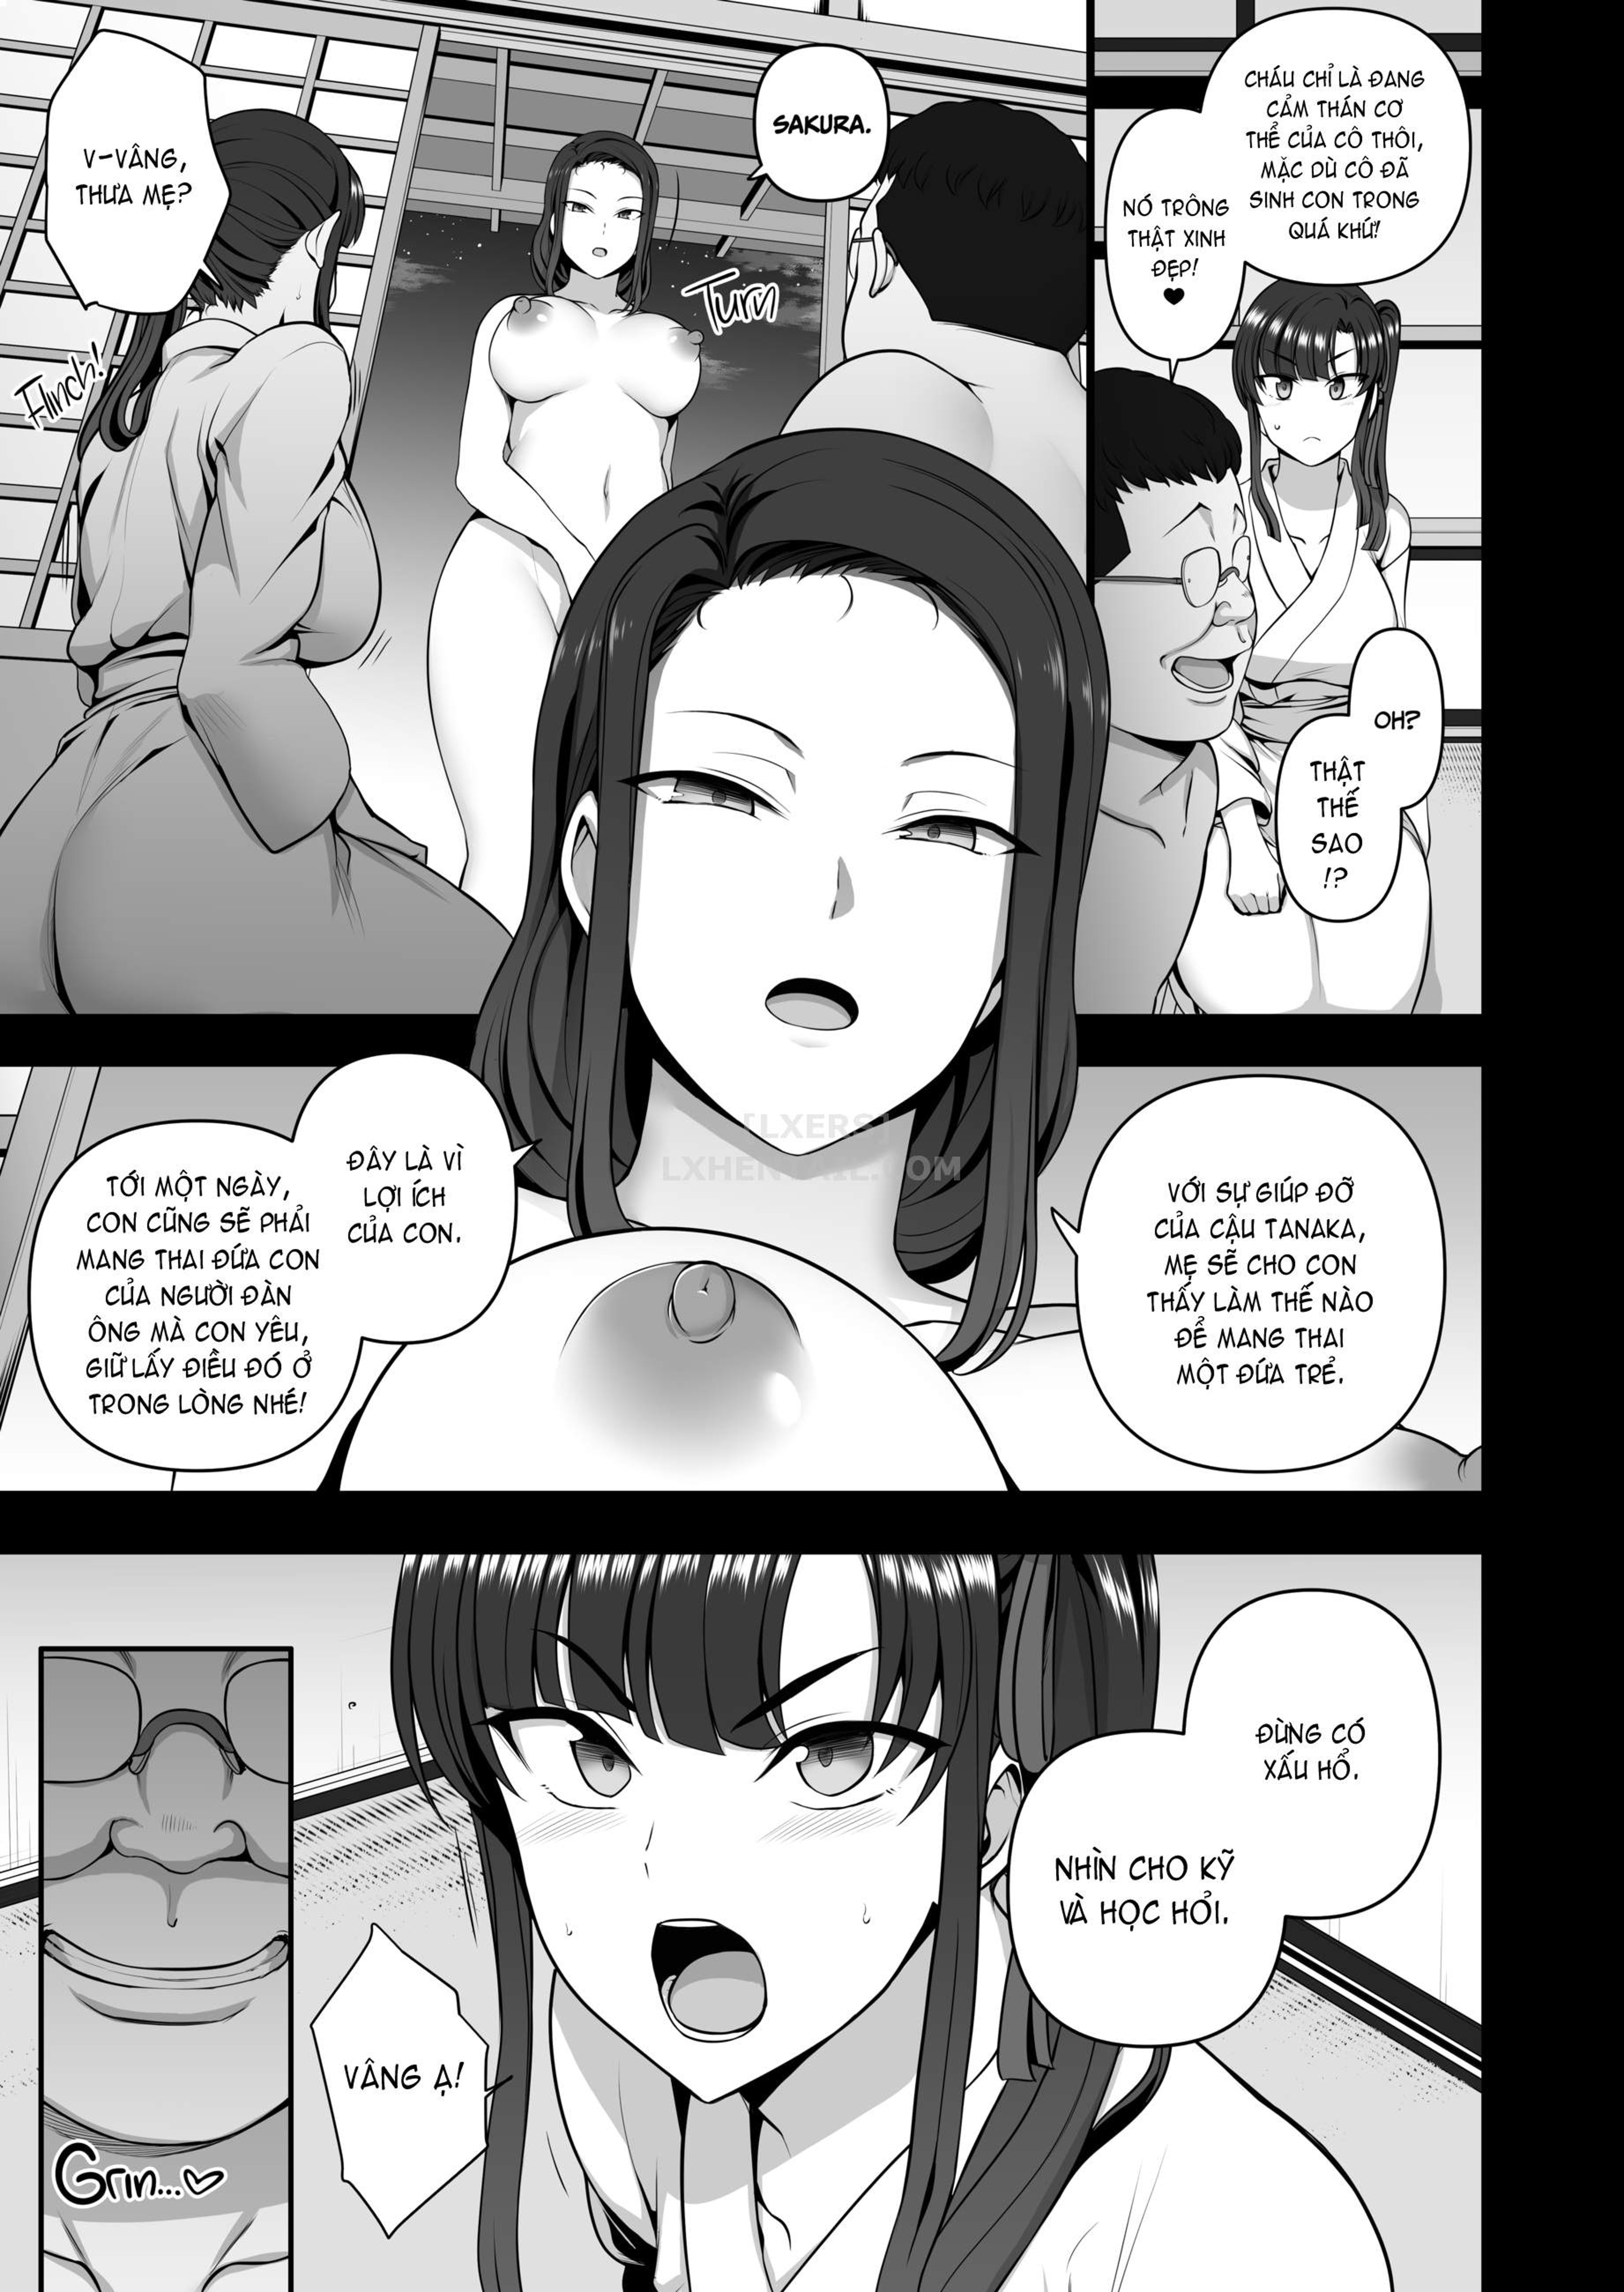 CHÁU CHỈ LÀ ĐANG
CẢM THÁN CƠ
THỂ CỦA CÔ THÔI,
MẶC DÙ CÔ ĐÃ
SINH CON TRONG
QUÁ KHỨ!
NÓ TRÔNG
THẬT XINH
ĐẸP!
♥
OH?
THẬT
THẾ
SAO
!?
SAKURA.
Turn
V-VÂNG,
THƯA MẸ?
Flinch!
VỚI SỰ GIÚP ĐỠ
CỦA CẬU TANAKA,
MẸ SẼ CHO CON
THẤY LÀM THẾ NÀO
ĐỂ MANG THAI
MỘT ĐỨA TRẺ.
ĐÂY LÀ VÌ
LỢI ÍCH
CỦA CON.
TỚI MỘT NGÀY,
CON CŨNG SẼ PHẢI
MANG THAI ĐỨA CON
CỦA NGƯỜI ĐÀN
ÔNG MÀ CON YÊU,
GIỮ LẤY ĐIỀU ĐÓ Ở
TRONG LÒNG NHÉ!
[LXERS]
LXHENTAIL.COM
ĐỪNG CÓ
XẤU HỔ.
NHÌN CHO KỸ
VÀ HỌC HỎI.
VÂNG Ạ!
Grin...♡